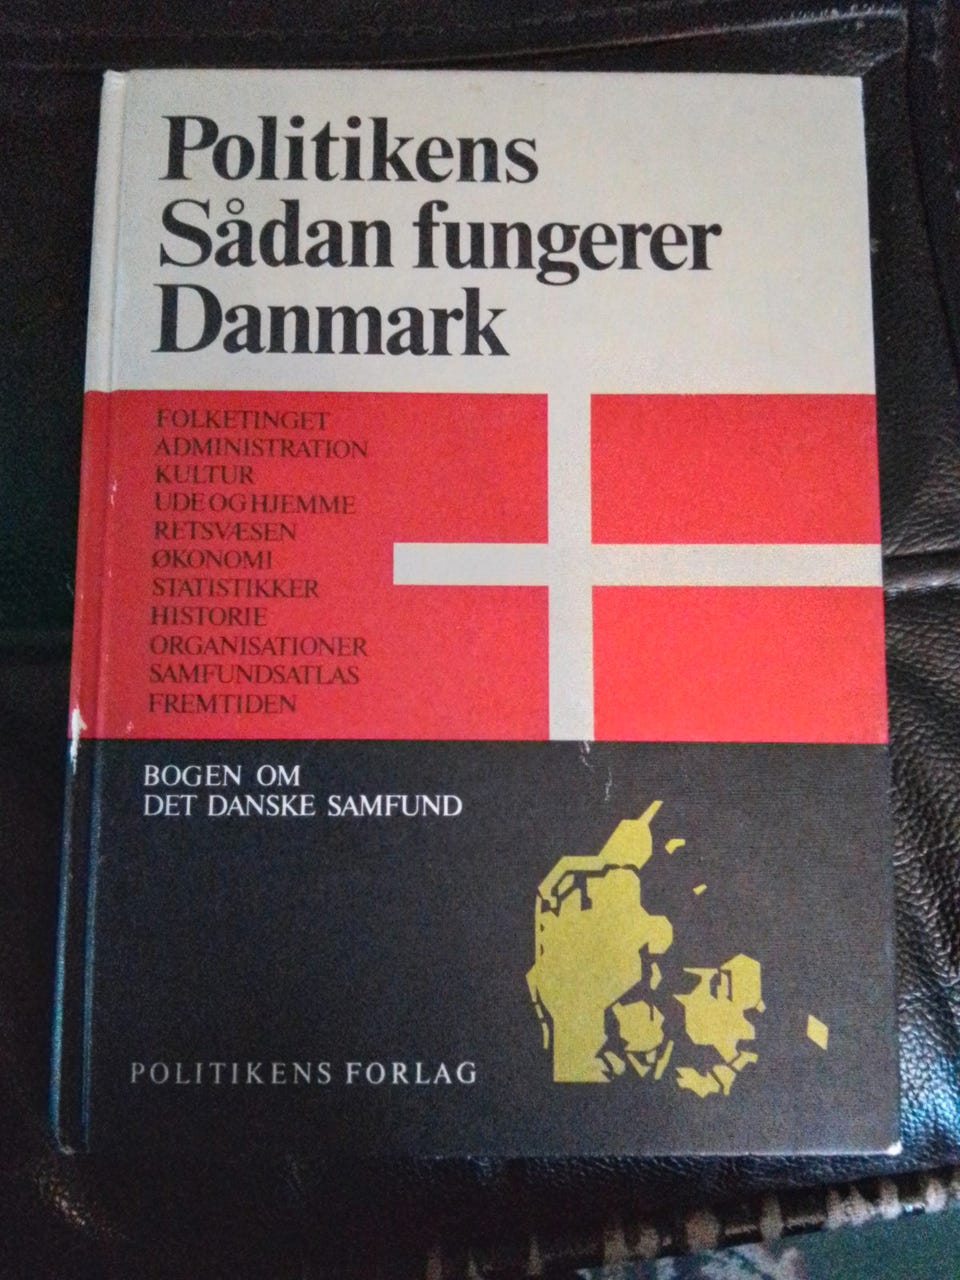 Politikens
Sådan fungerer
Danmark
FOLKETINGET
ADMINISTRATION
KULTUR
UDE OG HJEMME
RETSVÆSEN
ØKONOMI
STATISTIKKER
HISTORIE
ORGANISATIONER
SAMFUNDSATLAS
FREMTIDEN
BOGEN OM
DET DANSKE SAMFUND
POLITIKENS FORLAG